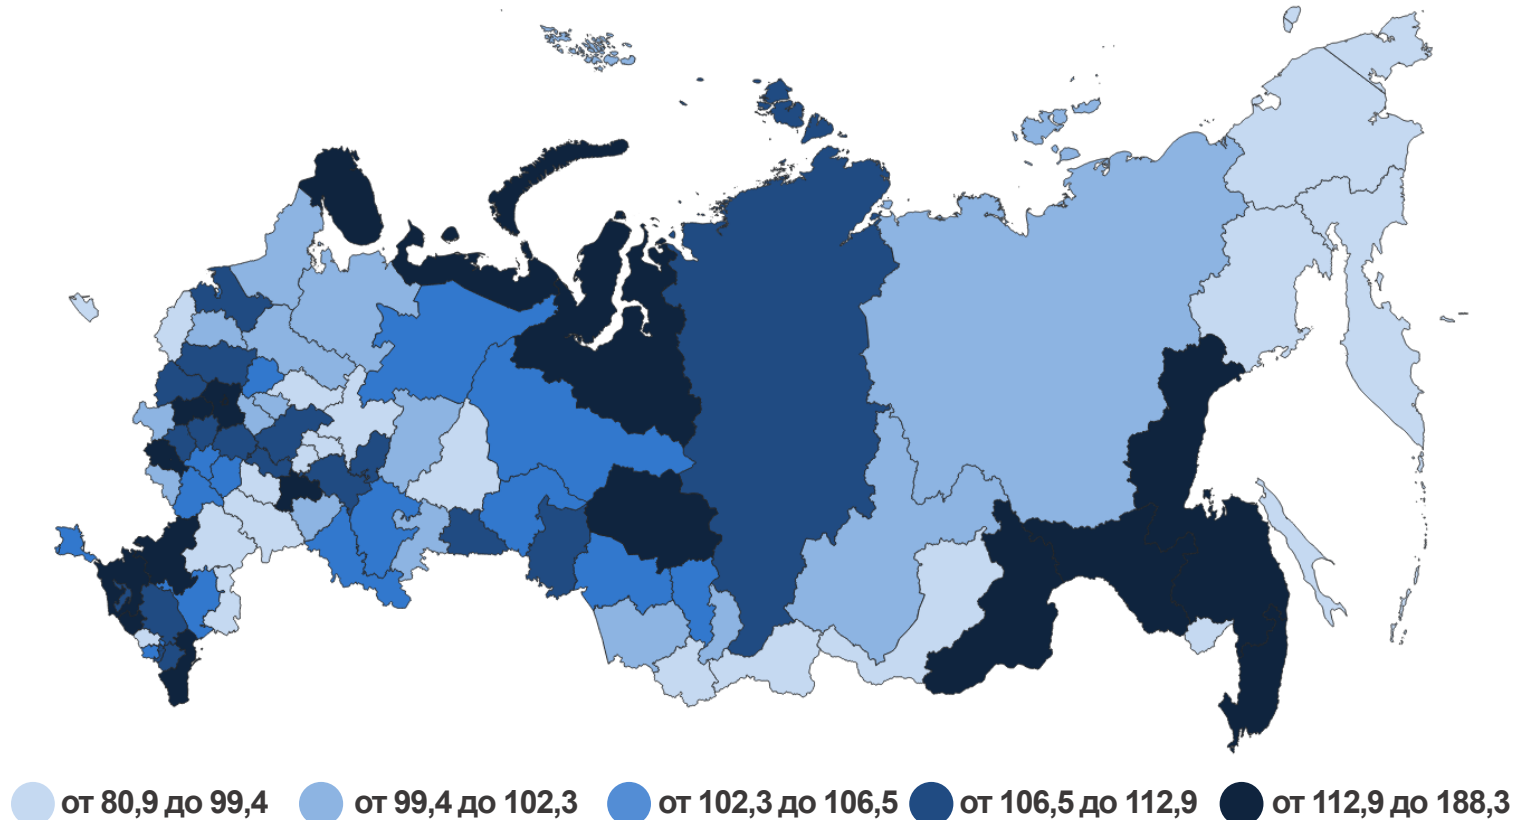 от 80,9 до 99,4 от 99,4 до 102,3 от 102,3 до 106,5 от 106,5 до 112,9 от 112,9 до 188,3